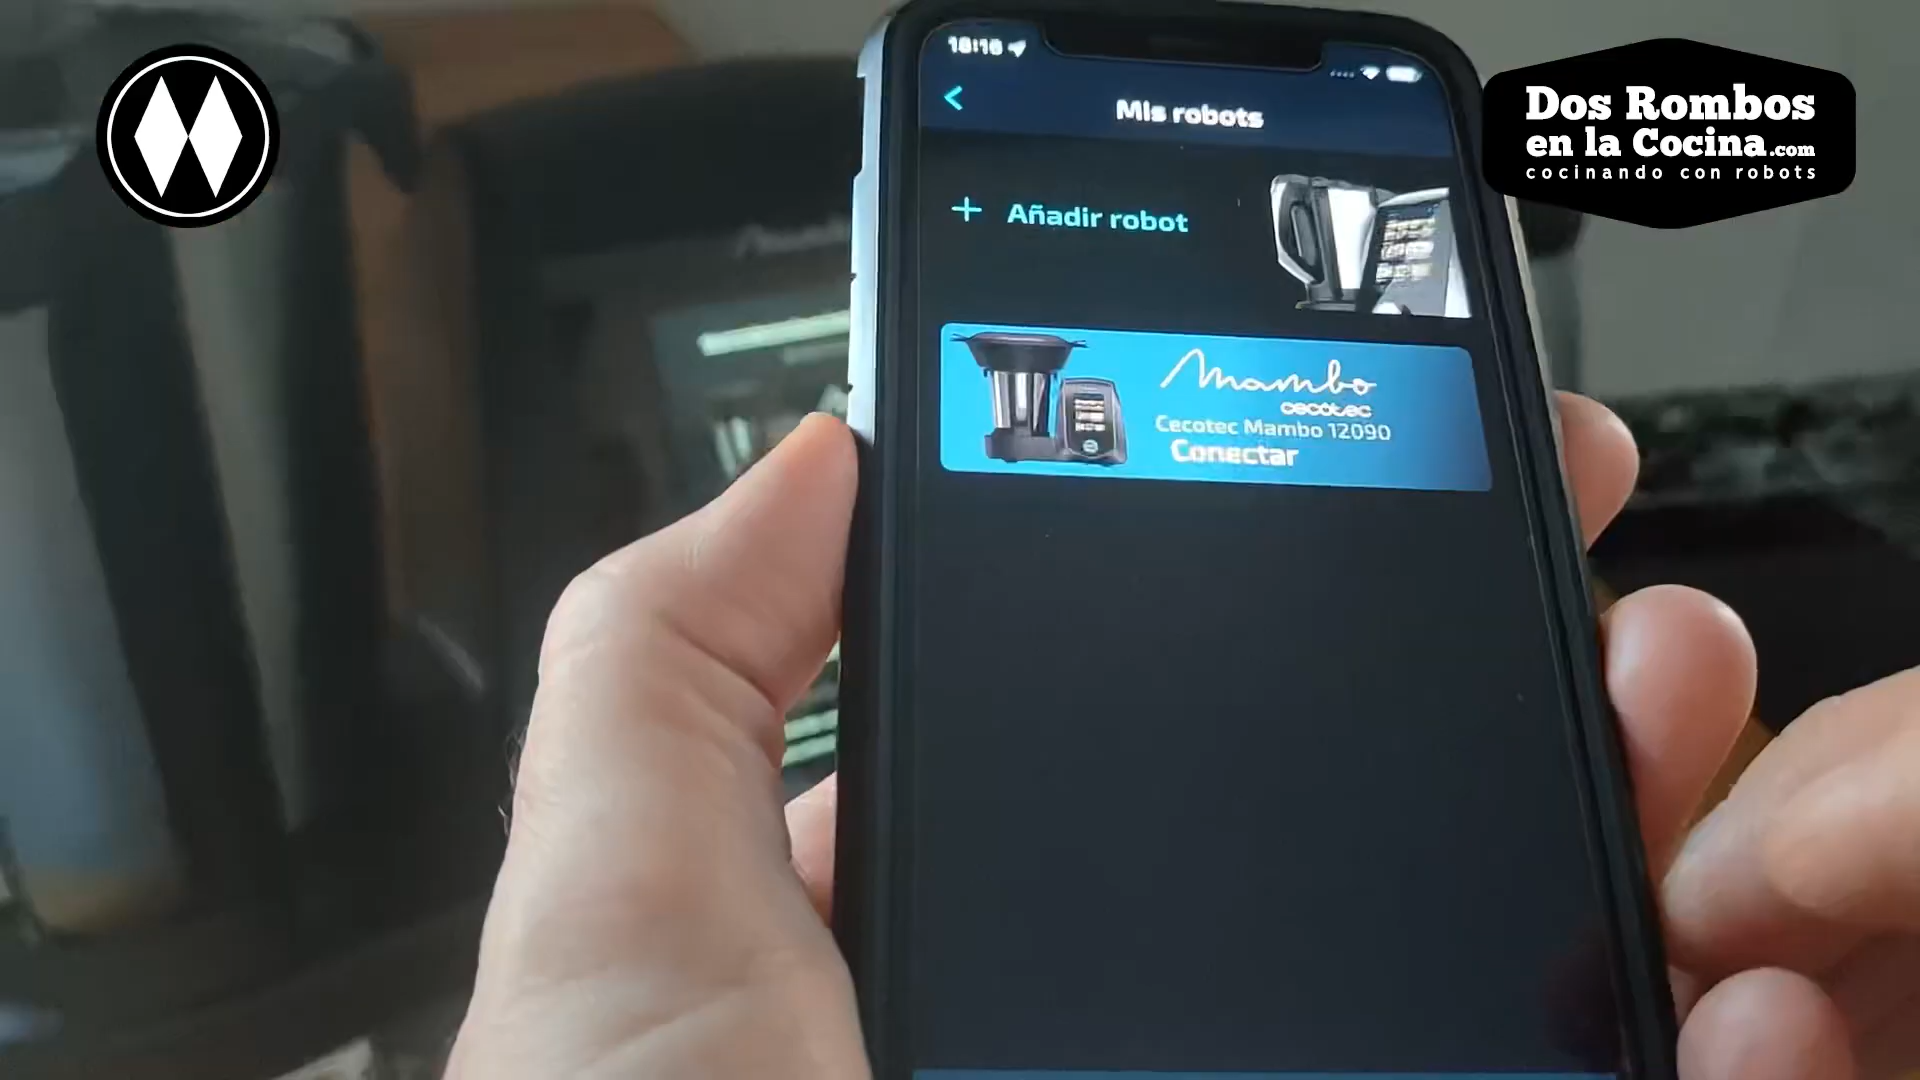 18:16
Mis robots
+ Añadir robot
Mambo
cecotec
Cecotec Mambo 12090
Conectar
Dos Rombos
en la Cocina.com
cocinando con robots